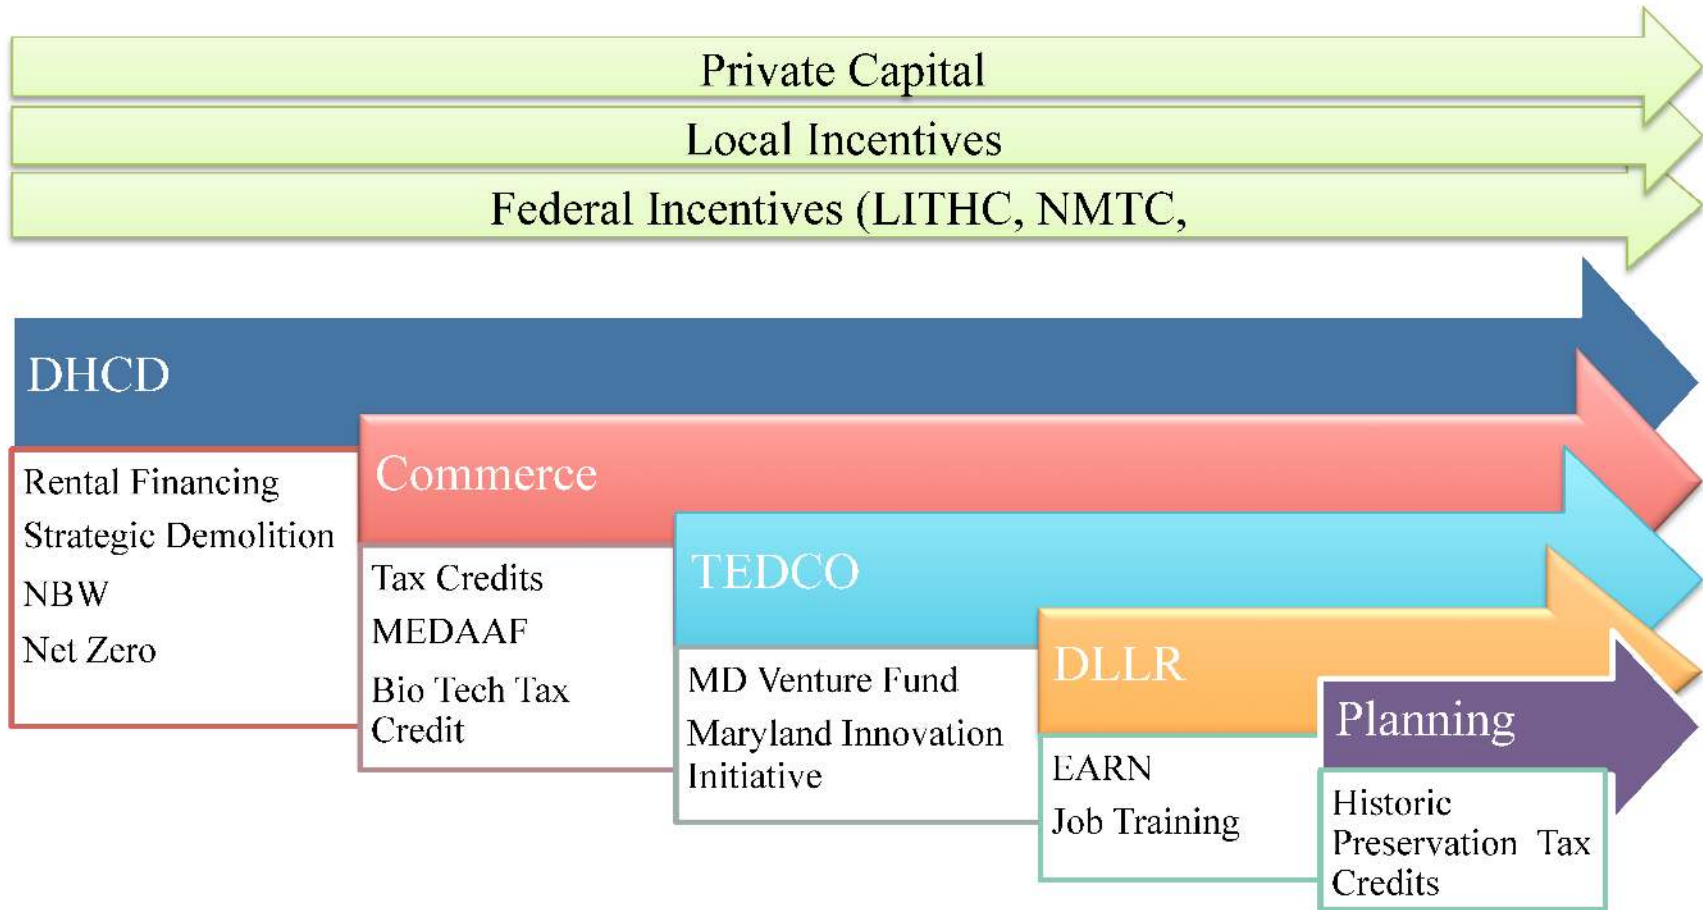 Private Capital
Local Incentives
Federal Incentives (LITHC, NMTC,
DHCD
Rental Financing
Strategic Demolition
NBW
Net Zero
Commerce
Tax Credits
MEDAAF
Bio Tech Tax
Credit
TEDCO
MD Venture Fund
Maryland Innovation
Initiative
DLLR
EARN
Job Training
Planning
Historic
Preservation Tax
Credits